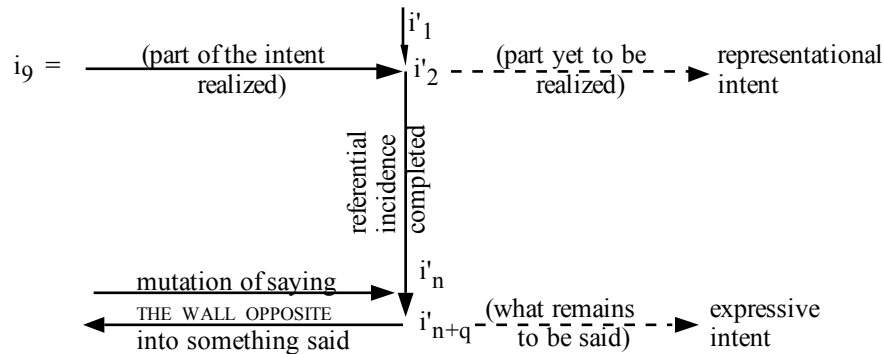 i'1
i9 = (part of the intent i'2 (part yet to be representational
realized) realized) intent
referential
incidence
completed
mutation of saying i'n
THE WALL OPPOSITE i'n+q (what remains expressive
into something said to be said) intent